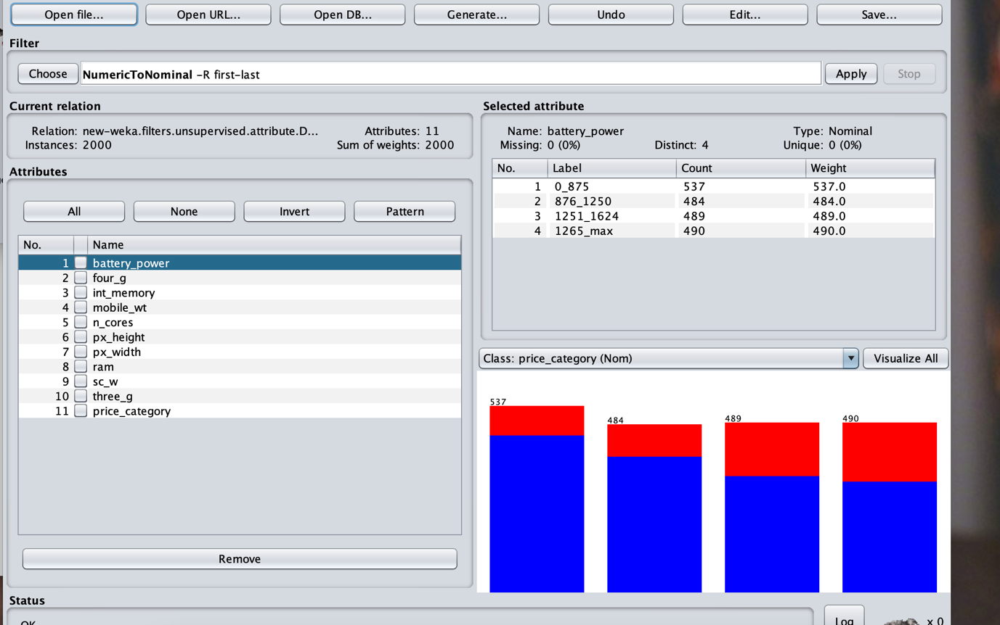 Open file... Open URL... Open DB... Generate... Undo Edit... Save...
Filter
Choose NumericToNominal -R first-last Apply Stop
Current relation
Relation: new-weka.filters.unsupervised.attribute.D... Attributes: 11
Instances: 2000 Sum of weights: 2000
Attributes
All None Invert Pattern
No. Name
1 battery_power
2 four_g
3 int_memory
4 mobile_wt
5 n_cores
6 px_height
7 px_width
8 ram
9 sc_w
10 three_g
11 price_category
Remove
Selected attribute
Name: battery_power Type: Nominal
Missing: 0 (0%) Distinct: 4 Unique: 0 (0%)
No. Label Count Weight
1 0_875 537 537.0
2 876_1250 484 484.0
3 1251_1624 489 489.0
4 1265_max 490 490.0
Class: price_category (Nom) Visualize All
537 484 489 490
Status
OK Log x 0